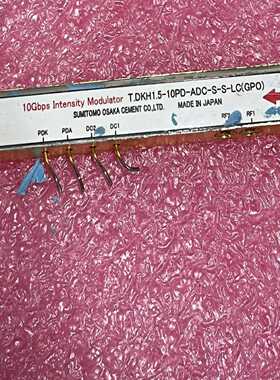 10Gbps Intensity Modulator T.DKH1.5-10PD-ADC-S-S-LC(GPO)
SUMITOMO OSAKA CEMENT CO.,LTD. MADE IN JAPAN
PDK PDA DC2 DC1 RF2 RF1